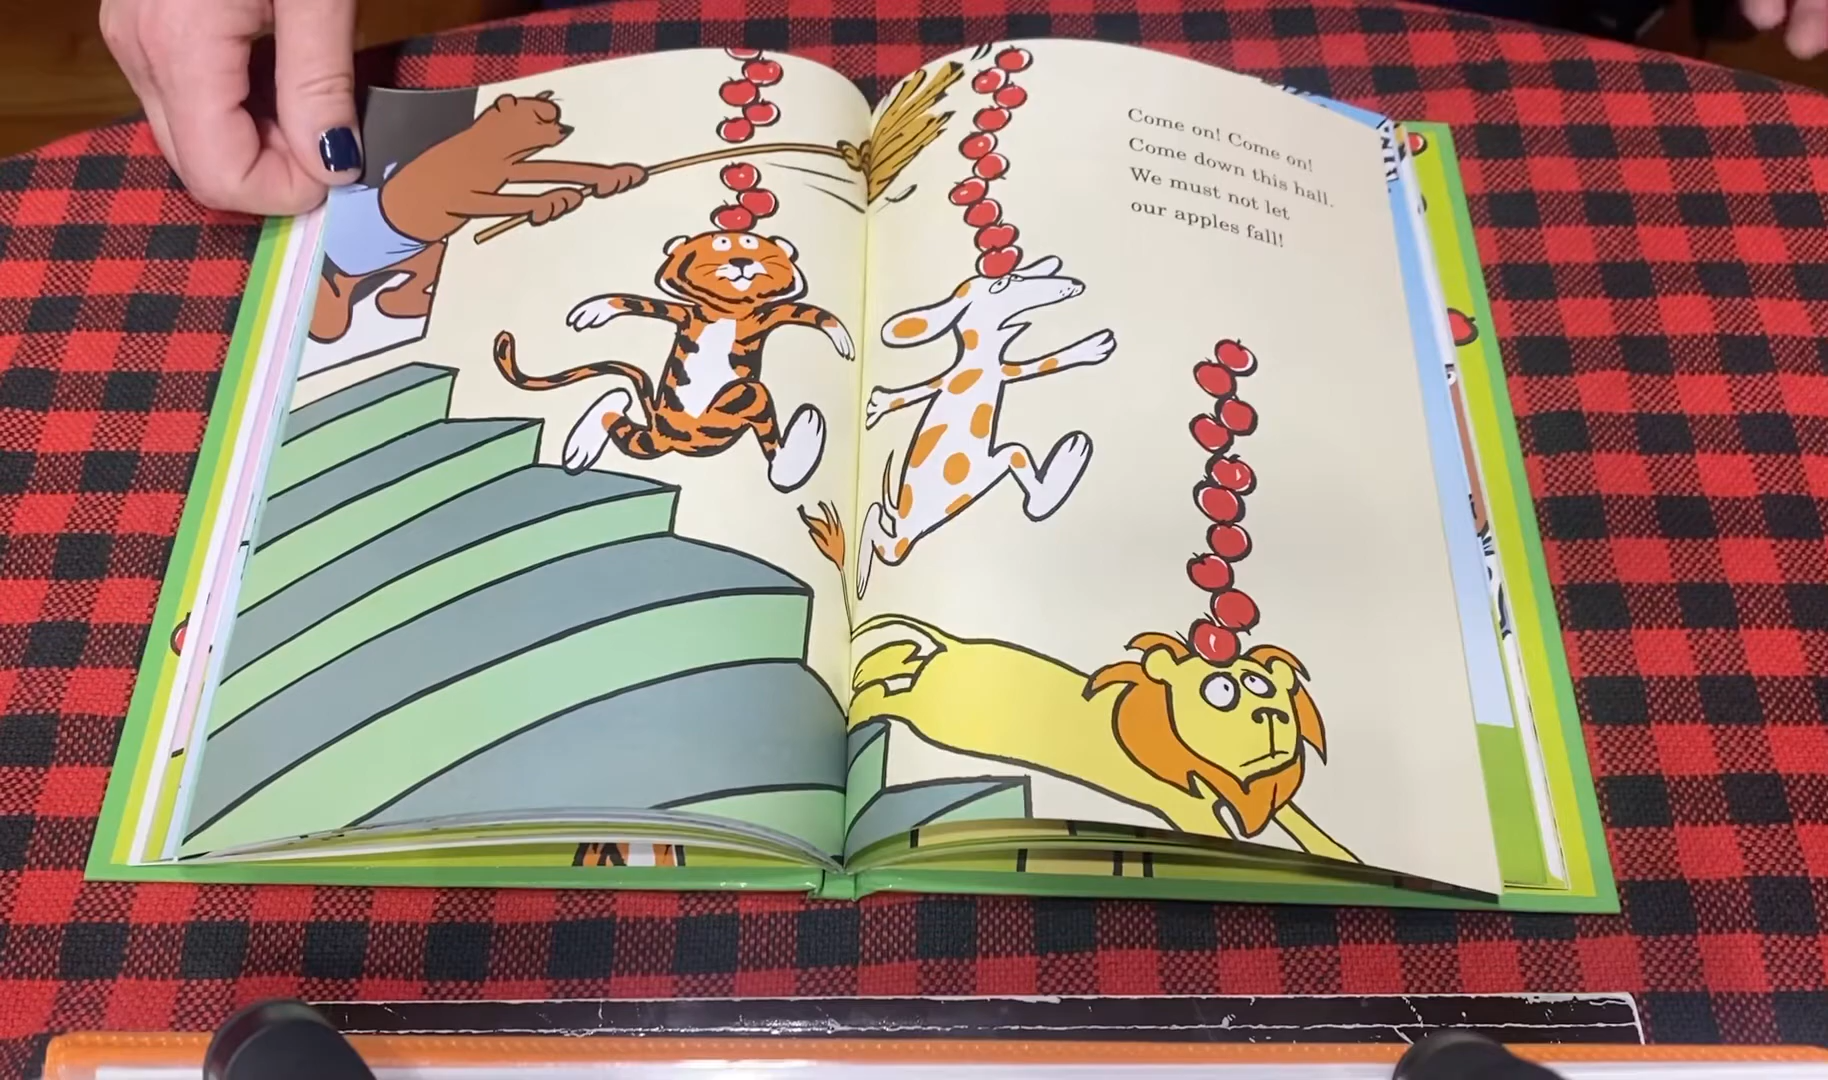 Come on! Come on!
Come down this hall.
We must not let
our apples fall!